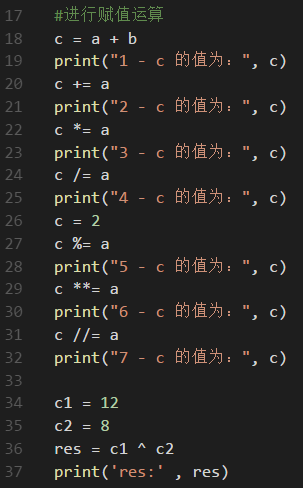 17 #进行赋值运算
18 c = a + b
19 print("1 - c 的值为：", c)
20 c += a
21 print("2 - c 的值为：", c)
22 c *= a
23 print("3 - c 的值为：", c)
24 c /= a
25 print("4 - c 的值为：", c)
26 c = 2
27 c %= a
28 print("5 - c 的值为：", c)
29 c **= a
30 print("6 - c 的值为：", c)
31 c //= a
32 print("7 - c 的值为：", c)
33
34 c1 = 12
35 c2 = 8
36 res = c1 ^ c2
37 print('res:' , res)